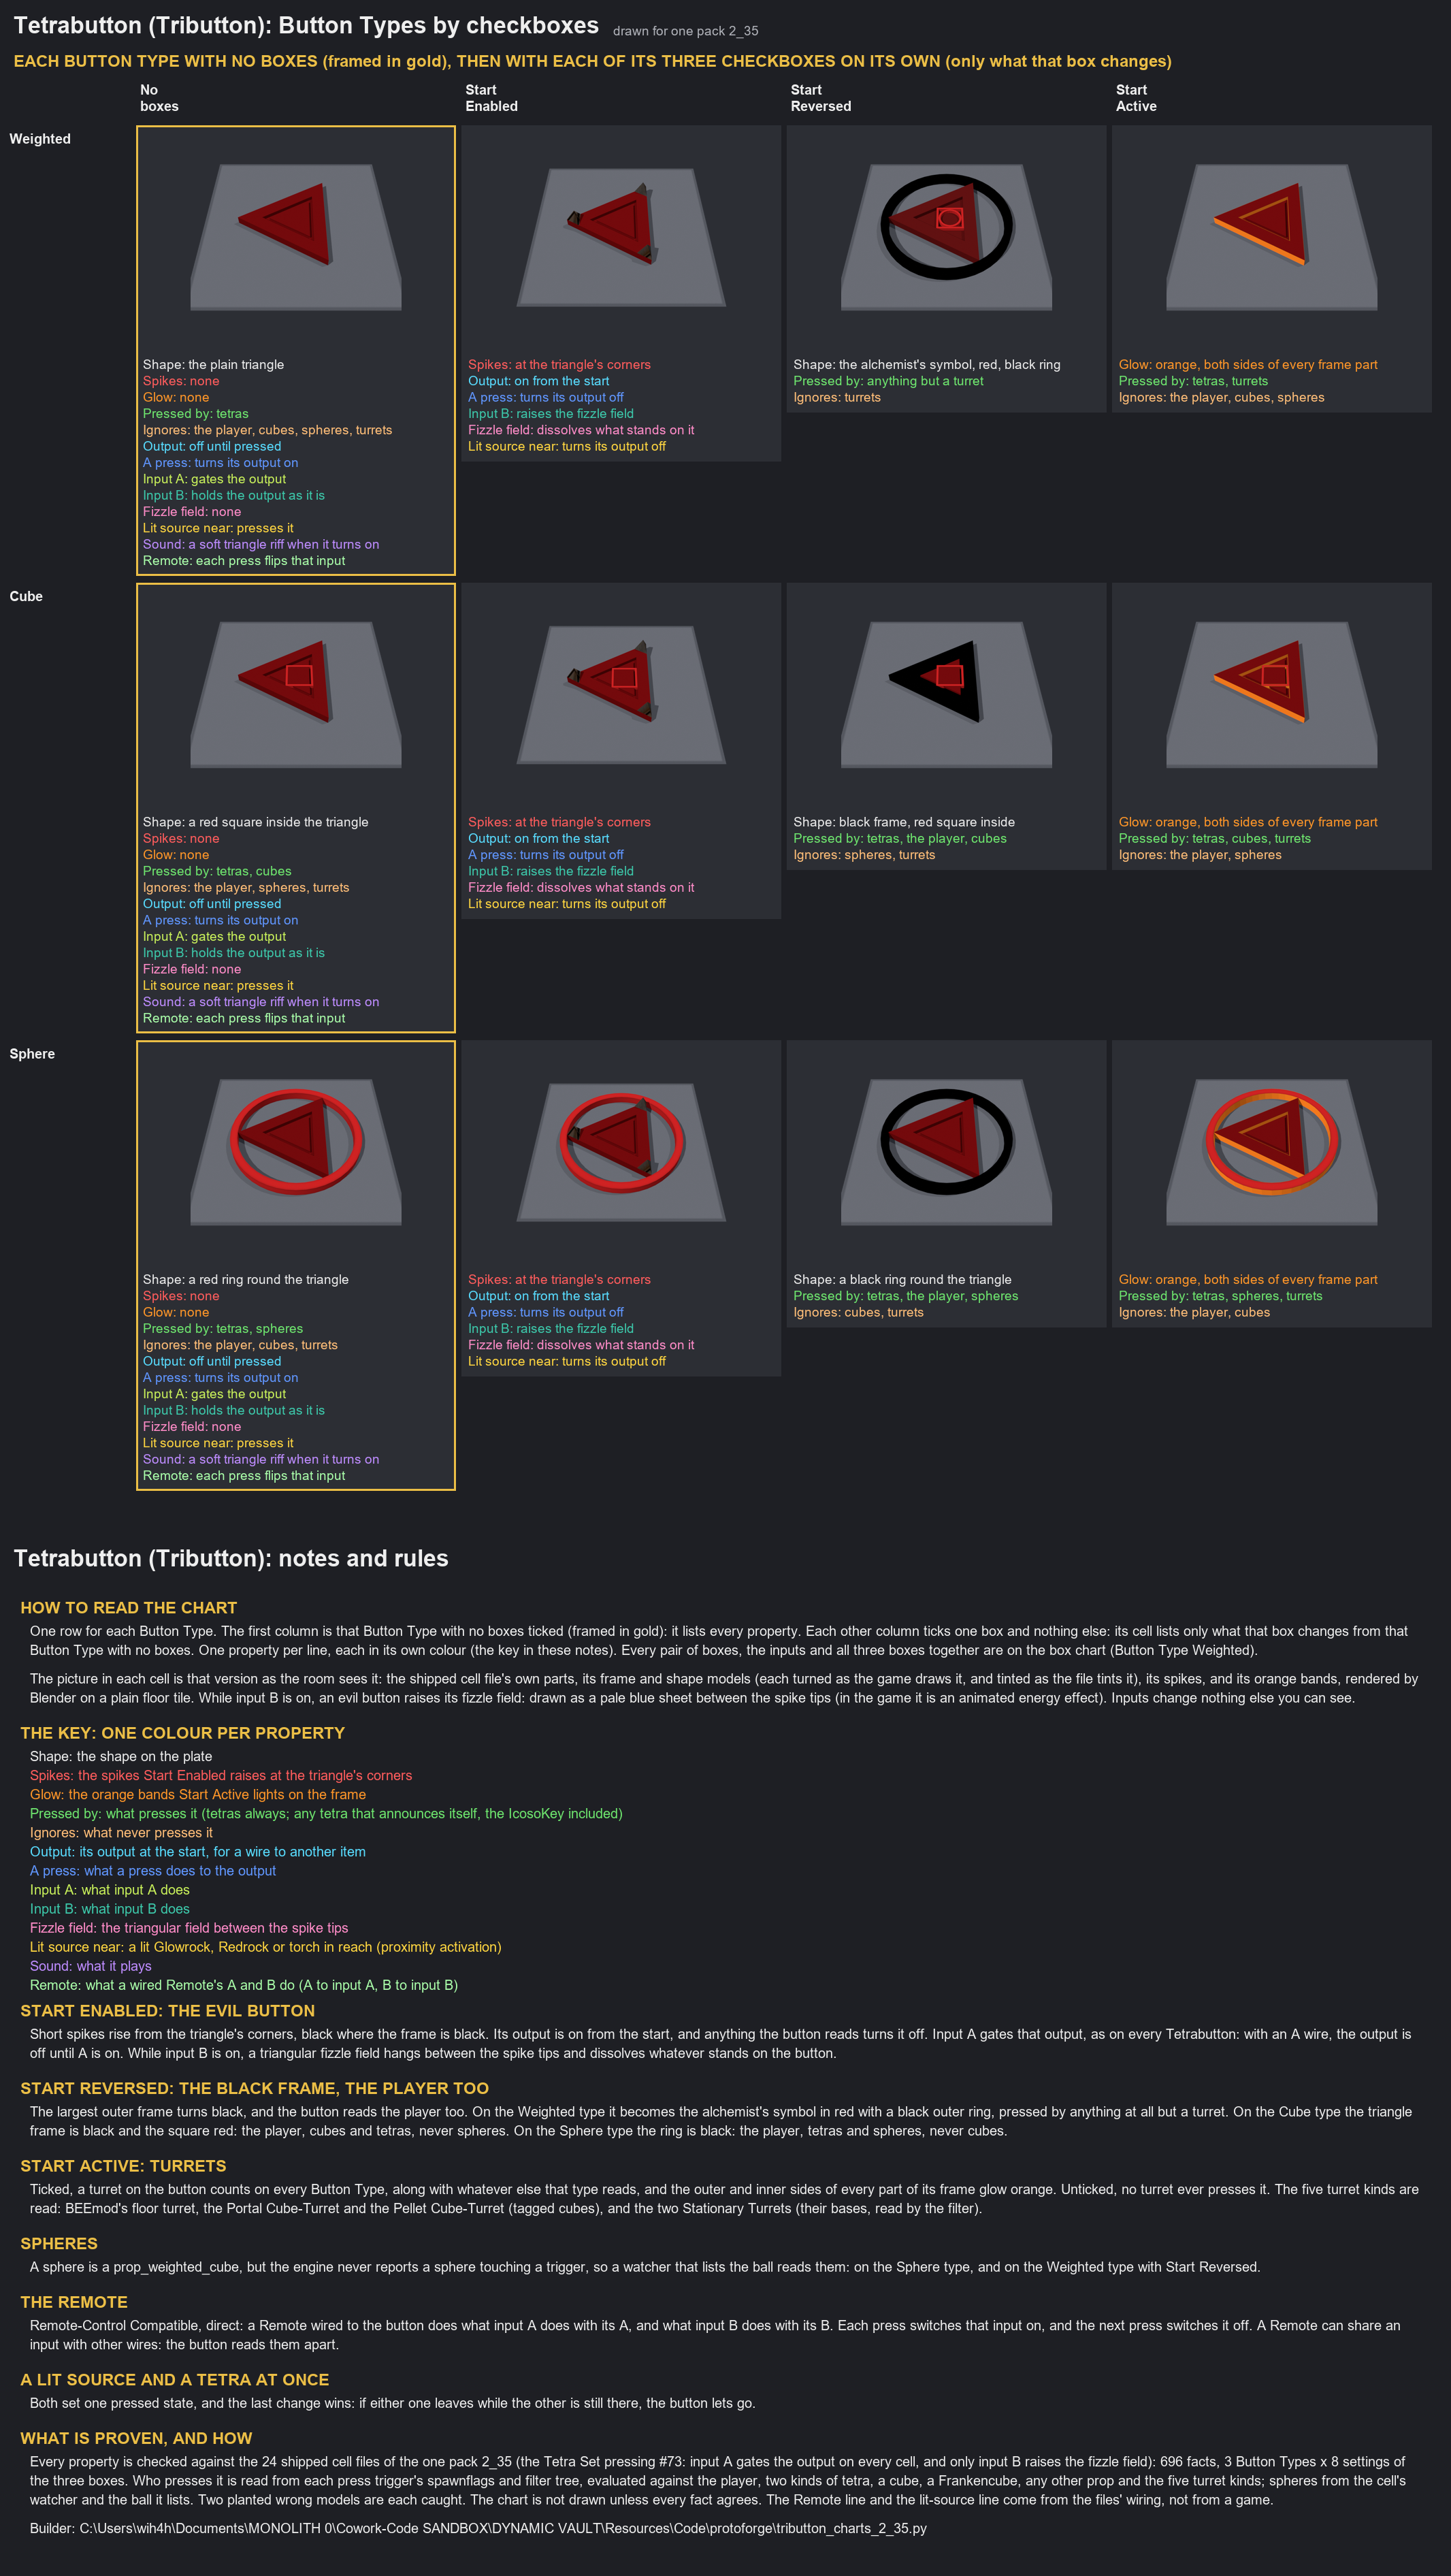 Tetrabutton (Tributton): Button Types by checkboxes drawn for one pack 2_35
EACH BUTTON TYPE WITH NO BOXES (framed in gold), THEN WITH EACH OF ITS THREE CHECKBOXES ON ITS OWN (only what that box changes)
No
boxes
Start
Enabled
Start
Reversed
Start
Active
Weighted
Shape: the plain triangle
Spikes: none
Glow: none
Pressed by: tetras
Ignores: the player, cubes, spheres, turrets
Output: off until pressed
A press: turns its output on
Input A: gates the output
Input B: holds the output as it is
Fizzle field: none
Lit source near: presses it
Sound: a soft triangle riff when it turns on
Remote: each press flips that input
Spikes: at the triangle's corners
Output: on from the start
A press: turns its output off
Input B: raises the fizzle field
Fizzle field: dissolves what stands on it
Lit source near: turns its output off
Shape: the alchemist's symbol, red, black ring
Pressed by: anything but a turret
Ignores: turrets
Glow: orange, both sides of every frame part
Pressed by: tetras, turrets
Ignores: the player, cubes, spheres
Cube
Shape: a red square inside the triangle
Spikes: none
Glow: none
Pressed by: tetras, cubes
Ignores: the player, spheres, turrets
Output: off until pressed
A press: turns its output on
Input A: gates the output
Input B: holds the output as it is
Fizzle field: none
Lit source near: presses it
Sound: a soft triangle riff when it turns on
Remote: each press flips that input
Spikes: at the triangle's corners
Output: on from the start
A press: turns its output off
Input B: raises the fizzle field
Fizzle field: dissolves what stands on it
Lit source near: turns its output off
Shape: black frame, red square inside
Pressed by: tetras, the player, cubes
Ignores: spheres, turrets
Glow: orange, both sides of every frame part
Pressed by: tetras, cubes, turrets
Ignores: the player, spheres
Sphere
Shape: a red ring round the triangle
Spikes: none
Glow: none
Pressed by: tetras, spheres
Ignores: the player, cubes, turrets
Output: off until pressed
A press: turns its output on
Input A: gates the output
Input B: holds the output as it is
Fizzle field: none
Lit source near: presses it
Sound: a soft triangle riff when it turns on
Remote: each press flips that input
Spikes: at the triangle's corners
Output: on from the start
A press: turns its output off
Input B: raises the fizzle field
Fizzle field: dissolves what stands on it
Lit source near: turns its output off
Shape: a black ring round the triangle
Pressed by: tetras, the player, spheres
Ignores: cubes, turrets
Glow: orange, both sides of every frame part
Pressed by: tetras, spheres, turrets
Ignores: the player, cubes
Tetrabutton (Tributton): notes and rules
HOW TO READ THE CHART
One row for each Button Type. The first column is that Button Type with no boxes ticked (framed in gold): it lists every property. Each other column ticks one box and nothing else: its cell lists only what that box changes from that
Button Type with no boxes. One property per line, each in its own colour (the key in these notes). Every pair of boxes, the inputs and all three boxes together are on the box chart (Button Type Weighted).
The picture in each cell is that version as the room sees it: the shipped cell file's own parts, its frame and shape models (each turned as the game draws it, and tinted as the file tints it), its spikes, and its orange bands, rendered by
Blender on a plain floor tile. While input B is on, an evil button raises its fizzle field: drawn as a pale blue sheet between the spike tips (in the game it is an animated energy effect). Inputs change nothing else you can see.
THE KEY: ONE COLOUR PER PROPERTY
Shape: the shape on the plate
Spikes: the spikes Start Enabled raises at the triangle's corners
Glow: the orange bands Start Active lights on the frame
Pressed by: what presses it (tetras always; any tetra that announces itself, the IcosoKey included)
Ignores: what never presses it
Output: its output at the start, for a wire to another item
A press: what a press does to the output
Input A: what input A does
Input B: what input B does
Fizzle field: the triangular field between the spike tips
Lit source near: a lit Glowrock, Redrock or torch in reach (proximity activation)
Sound: what it plays
Remote: what a wired Remote's A and B do (A to input A, B to input B)
START ENABLED: THE EVIL BUTTON
Short spikes rise from the triangle's corners, black where the frame is black. Its output is on from the start, and anything the button reads turns it off. Input A gates that output, as on every Tetrabutton: with an A wire, the output is
off until A is on. While input B is on, a triangular fizzle field hangs between the spike tips and dissolves whatever stands on the button.
START REVERSED: THE BLACK FRAME, THE PLAYER TOO
The largest outer frame turns black, and the button reads the player too. On the Weighted type it becomes the alchemist's symbol in red with a black outer ring, pressed by anything at all but a turret. On the Cube type the triangle
frame is black and the square red: the player, cubes and tetras, never spheres. On the Sphere type the ring is black: the player, tetras and spheres, never cubes.
START ACTIVE: TURRETS
Ticked, a turret on the button counts on every Button Type, along with whatever else that type reads, and the outer and inner sides of every part of its frame glow orange. Unticked, no turret ever presses it. The five turret kinds are
read: BEEmod's floor turret, the Portal Cube-Turret and the Pellet Cube-Turret (tagged cubes), and the two Stationary Turrets (their bases, read by the filter).
SPHERES
A sphere is a prop_weighted_cube, but the engine never reports a sphere touching a trigger, so a watcher that lists the ball reads them: on the Sphere type, and on the Weighted type with Start Reversed.
THE REMOTE
Remote-Control Compatible, direct: a Remote wired to the button does what input A does with its A, and what input B does with its B. Each press switches that input on, and the next press switches it off. A Remote can share an
input with other wires: the button reads them apart.
A LIT SOURCE AND A TETRA AT ONCE
Both set one pressed state, and the last change wins: if either one leaves while the other is still there, the button lets go.
WHAT IS PROVEN, AND HOW
Every property is checked against the 24 shipped cell files of the one pack 2_35 (the Tetra Set pressing #73: input A gates the output on every cell, and only input B raises the fizzle field): 696 facts, 3 Button Types x 8 settings of
the three boxes. Who presses it is read from each press trigger's spawnflags and filter tree, evaluated against the player, two kinds of tetra, a cube, a Frankencube, any other prop and the five turret kinds; spheres from the cell's
watcher and the ball it lists. Two planted wrong models are each caught. The chart is not drawn unless every fact agrees. The Remote line and the lit-source line come from the files' wiring, not from a game.
Builder: C:\Users\wih4h\Documents\MONOLITH 0\Cowork-Code SANDBOX\DYNAMIC VAULT\Resources\Code\protoforge\tributton_charts_2_35.py